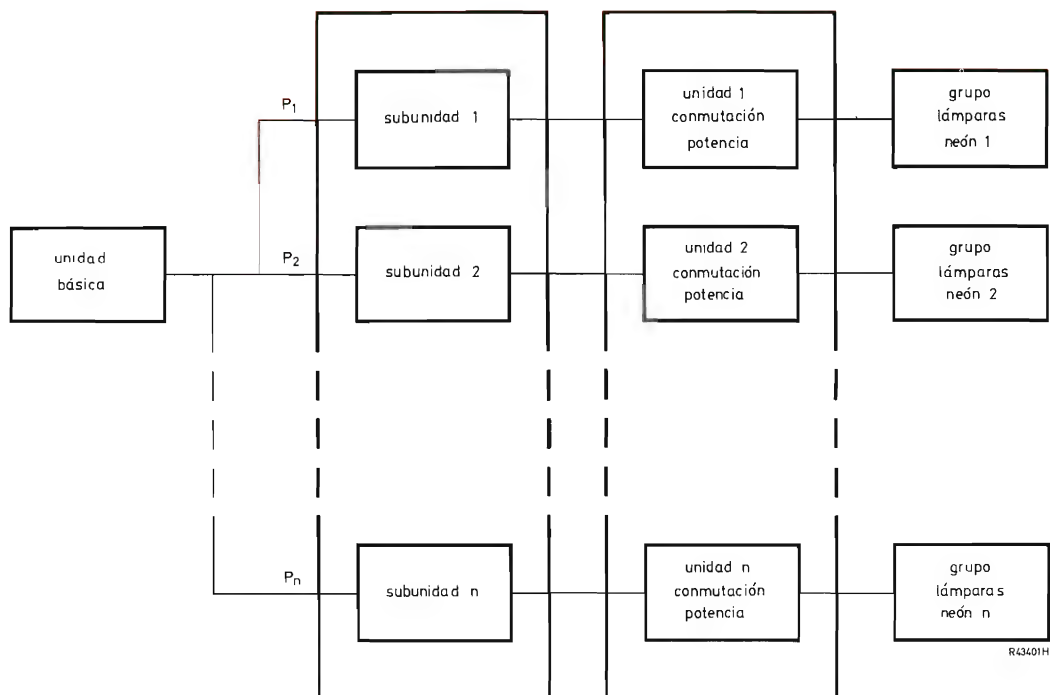 P1
subunidad 1
unidad 1
conmutación
potencia
grupo
lámparas
neón 1
unidad
básica
P2
subunidad 2
unidad 2
conmutación
potencia
grupo
lámparas
neón 2
Pn
subunidad n
unidad n
conmutación
potencia
grupo
lámparas
neón n
R43401H